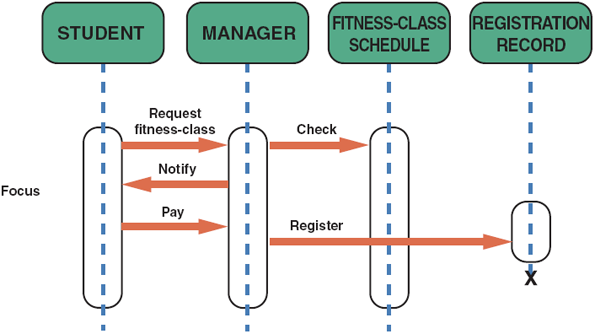 STUDENT
MANAGER
FITNESS-CLASS
SCHEDULE
REGISTRATION
RECORD
Request
fitness-class
Check
Notify
Focus
Pay
Register
X